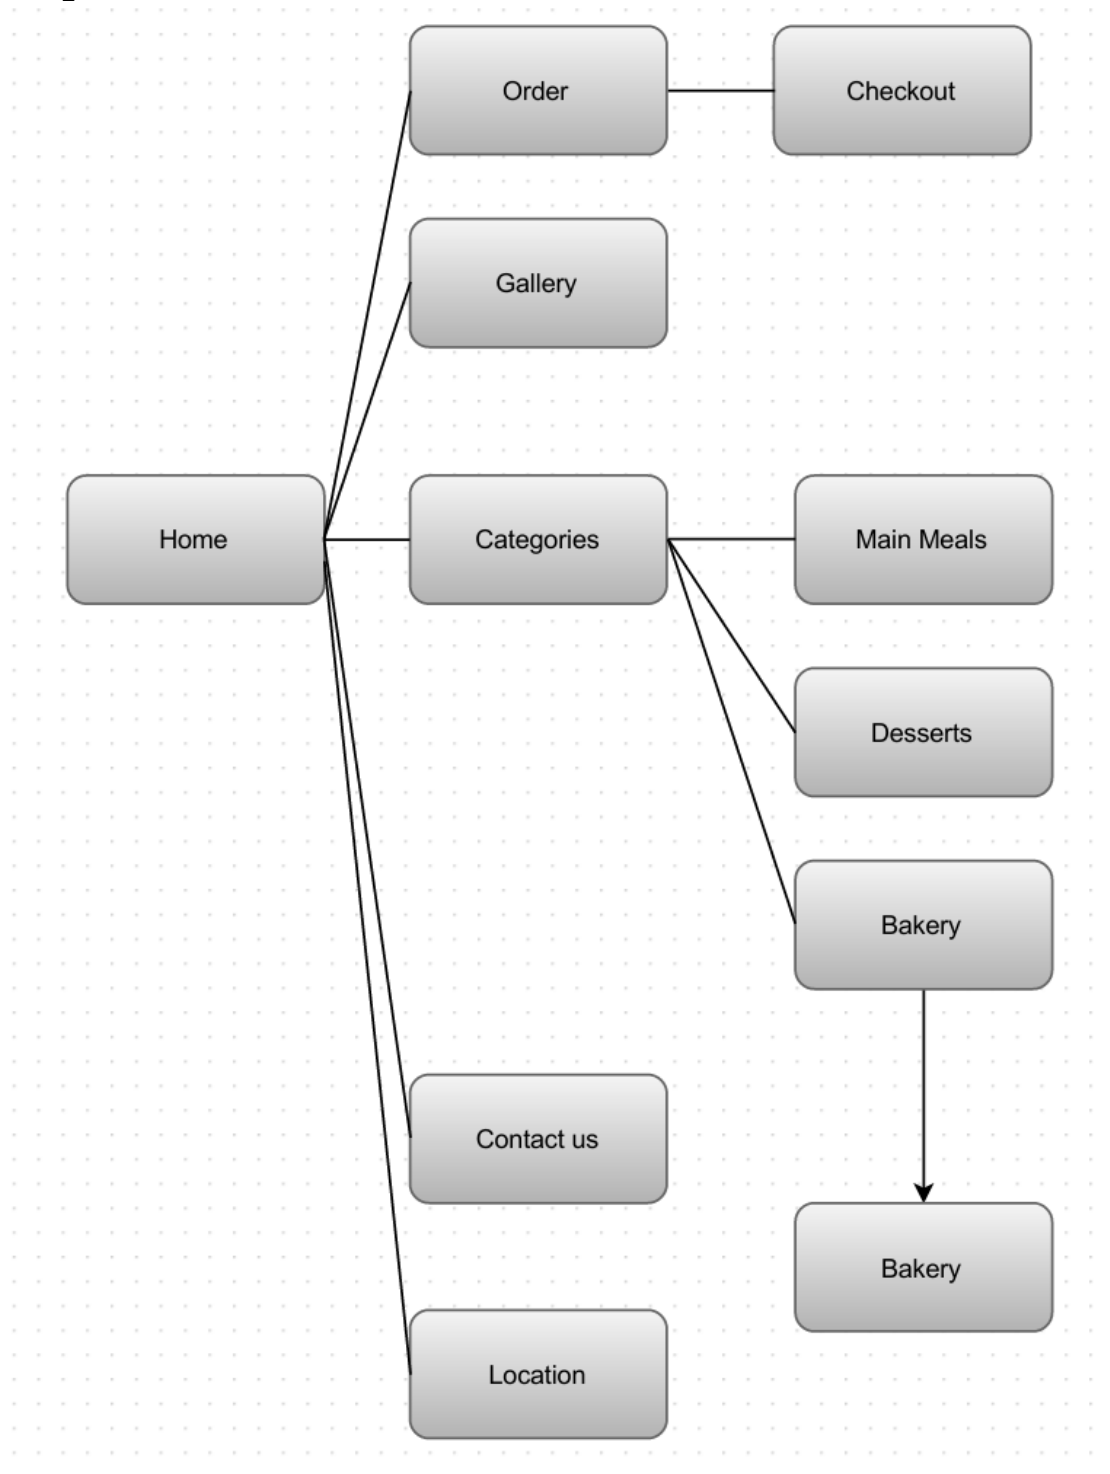 Order
Checkout
Gallery
Home
Categories
Main Meals
Desserts
Bakery
Contact us
Bakery
Location